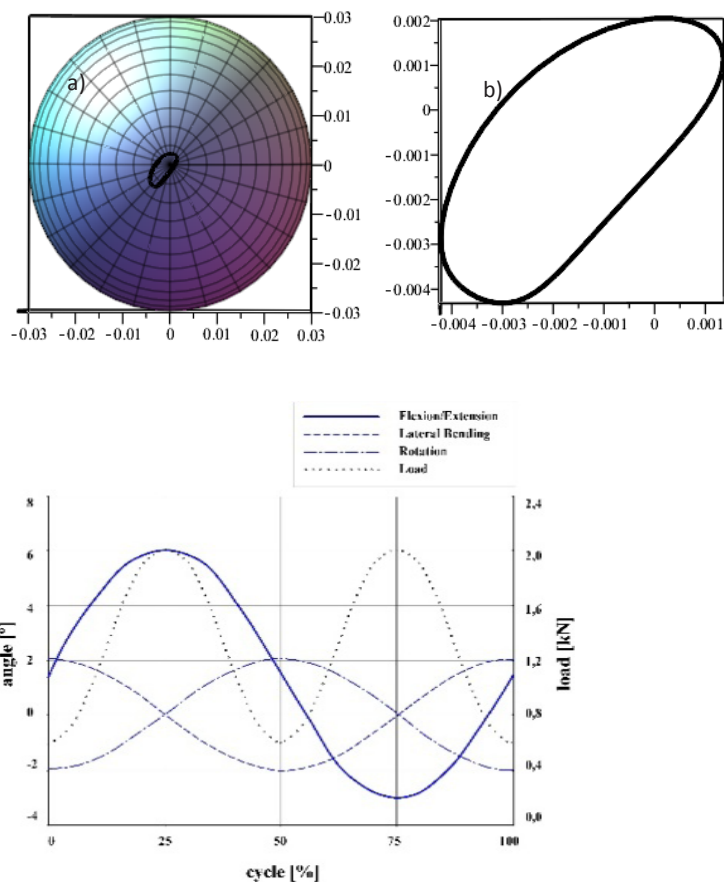 a)
-0.03
-0.02
-0.01
0
0.01
0.02
0.03
-0.03 -0.02 0.01 0 0.01 0.02 0.03
b)
0.002
0.001
0
-0.001
-0.002
-0.003
-0.004
-0.004 -0.003 -0.002 -0.001 0 0.001
Flexion/Extension
Lateral Bending
Rotation
Load
8
6
4
2
0
-2
-4
angle [°]
2,4
2,0
1,6
1,2
0,8
0,4
0,0
load [kN]
0 25 50 75 100
cycle [%]